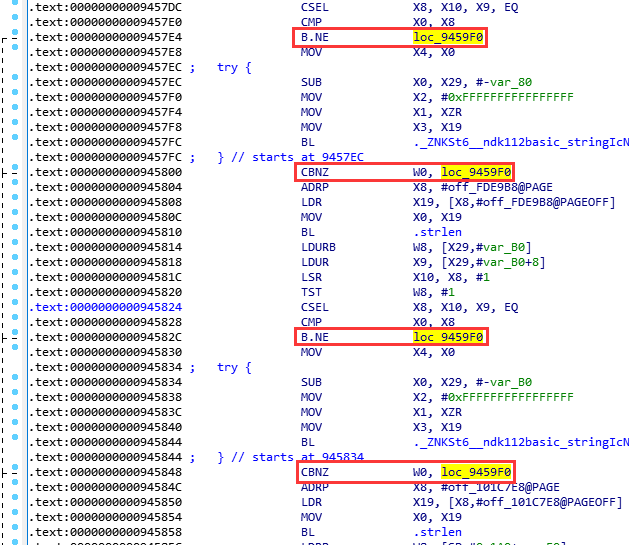 .text:00000000009457DC CSEL X8, X10, X9, EQ
.text:00000000009457E0 CMP X0, X8
.text:00000000009457E4 B.NE loc_9459F0
.text:00000000009457E8 MOV X4, X0
.text:00000000009457EC ; try {
.text:00000000009457EC SUB X0, X29, #-var_80
.text:00000000009457F0 MOV X2, #0xFFFFFFFFFFFFFFFF
.text:00000000009457F4 MOV X1, XZR
.text:00000000009457F8 MOV X3, X19
.text:00000000009457FC BL ._ZNKSt6__ndk112basic_stringIcN
.text:00000000009457FC ; } // starts at 9457EC
.text:0000000000945800 CBNZ W0, loc_9459F0
.text:0000000000945804 ADRP X8, #off_FDE9B8@PAGE
.text:0000000000945808 LDR X19, [X8,#off_FDE9B8@PAGEOFF]
.text:000000000094580C MOV X0, X19
.text:0000000000945810 BL .strlen
.text:0000000000945814 LDURB W8, [X29,#var_B0]
.text:0000000000945818 LDUR X9, [X29,#var_B0+8]
.text:000000000094581C LSR X10, X8, #1
.text:0000000000945820 TST W8, #1
.text:0000000000945824 CSEL X8, X10, X9, EQ
.text:0000000000945828 CMP X0, X8
.text:000000000094582C B.NE loc_9459F0
.text:0000000000945830 MOV X4, X0
.text:0000000000945834 ; try {
.text:0000000000945834 SUB X0, X29, #-var_B0
.text:0000000000945838 MOV X2, #0xFFFFFFFFFFFFFFFF
.text:000000000094583C MOV X1, XZR
.text:0000000000945840 MOV X3, X19
.text:0000000000945844 BL ._ZNKSt6__ndk112basic_stringIcN
.text:0000000000945844 ; } // starts at 945834
.text:0000000000945848 CBNZ W0, loc_9459F0
.text:000000000094584C ADRP X8, #off_101C7E8@PAGE
.text:0000000000945850 LDR X19, [X8,#off_101C7E8@PAGEOFF]
.text:0000000000945854 MOV X0, X19
.text:0000000000945858 BL .strlen